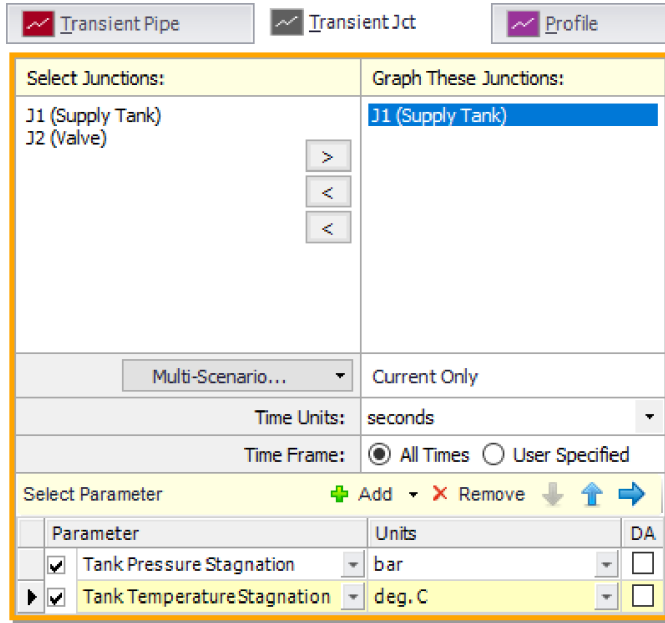 Transient Pipe
Transient Jct
Profile
Select Junctions:
Graph These Junctions:
J1 (Supply Tank)
J2 (Valve)
J1 (Supply Tank)
>
<
<
Multi-Scenario...
Current Only
Time Units:
seconds
Time Frame:
All Times
User Specified
Select Parameter
Add
Remove
Parameter
Units
DA
Tank Pressure Stagnation
bar
Tank Temperature Stagnation
deg. C